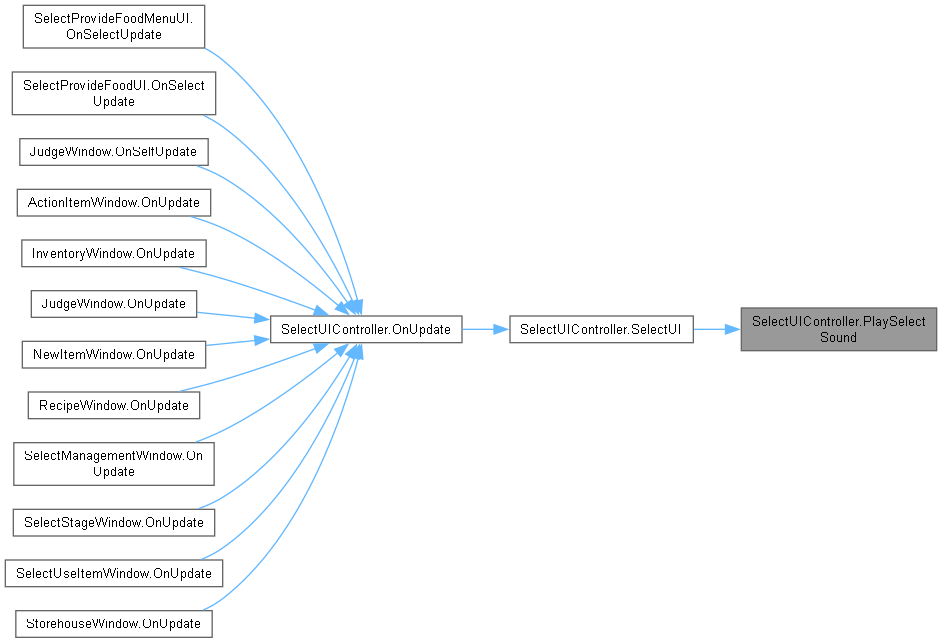 SelectProvideFoodMenuUI.
OnSelectUpdate
SelectProvideFoodUI.OnSelect
Update
JudgeWindow.OnSelfUpdate
ActionItemWindow.OnUpdate
InventoryWindow.OnUpdate
JudgeWindow.OnUpdate
NewItemWindow.OnUpdate
RecipeWindow.OnUpdate
SelectManagementWindow.On
Update
SelectStageWindow.OnUpdate
SelectUseItemWindow.OnUpdate
StorehouseWindow.OnUpdate
SelectUIController.OnUpdate
SelectUIController.SelectUI
SelectUIController.PlaySelect
Sound